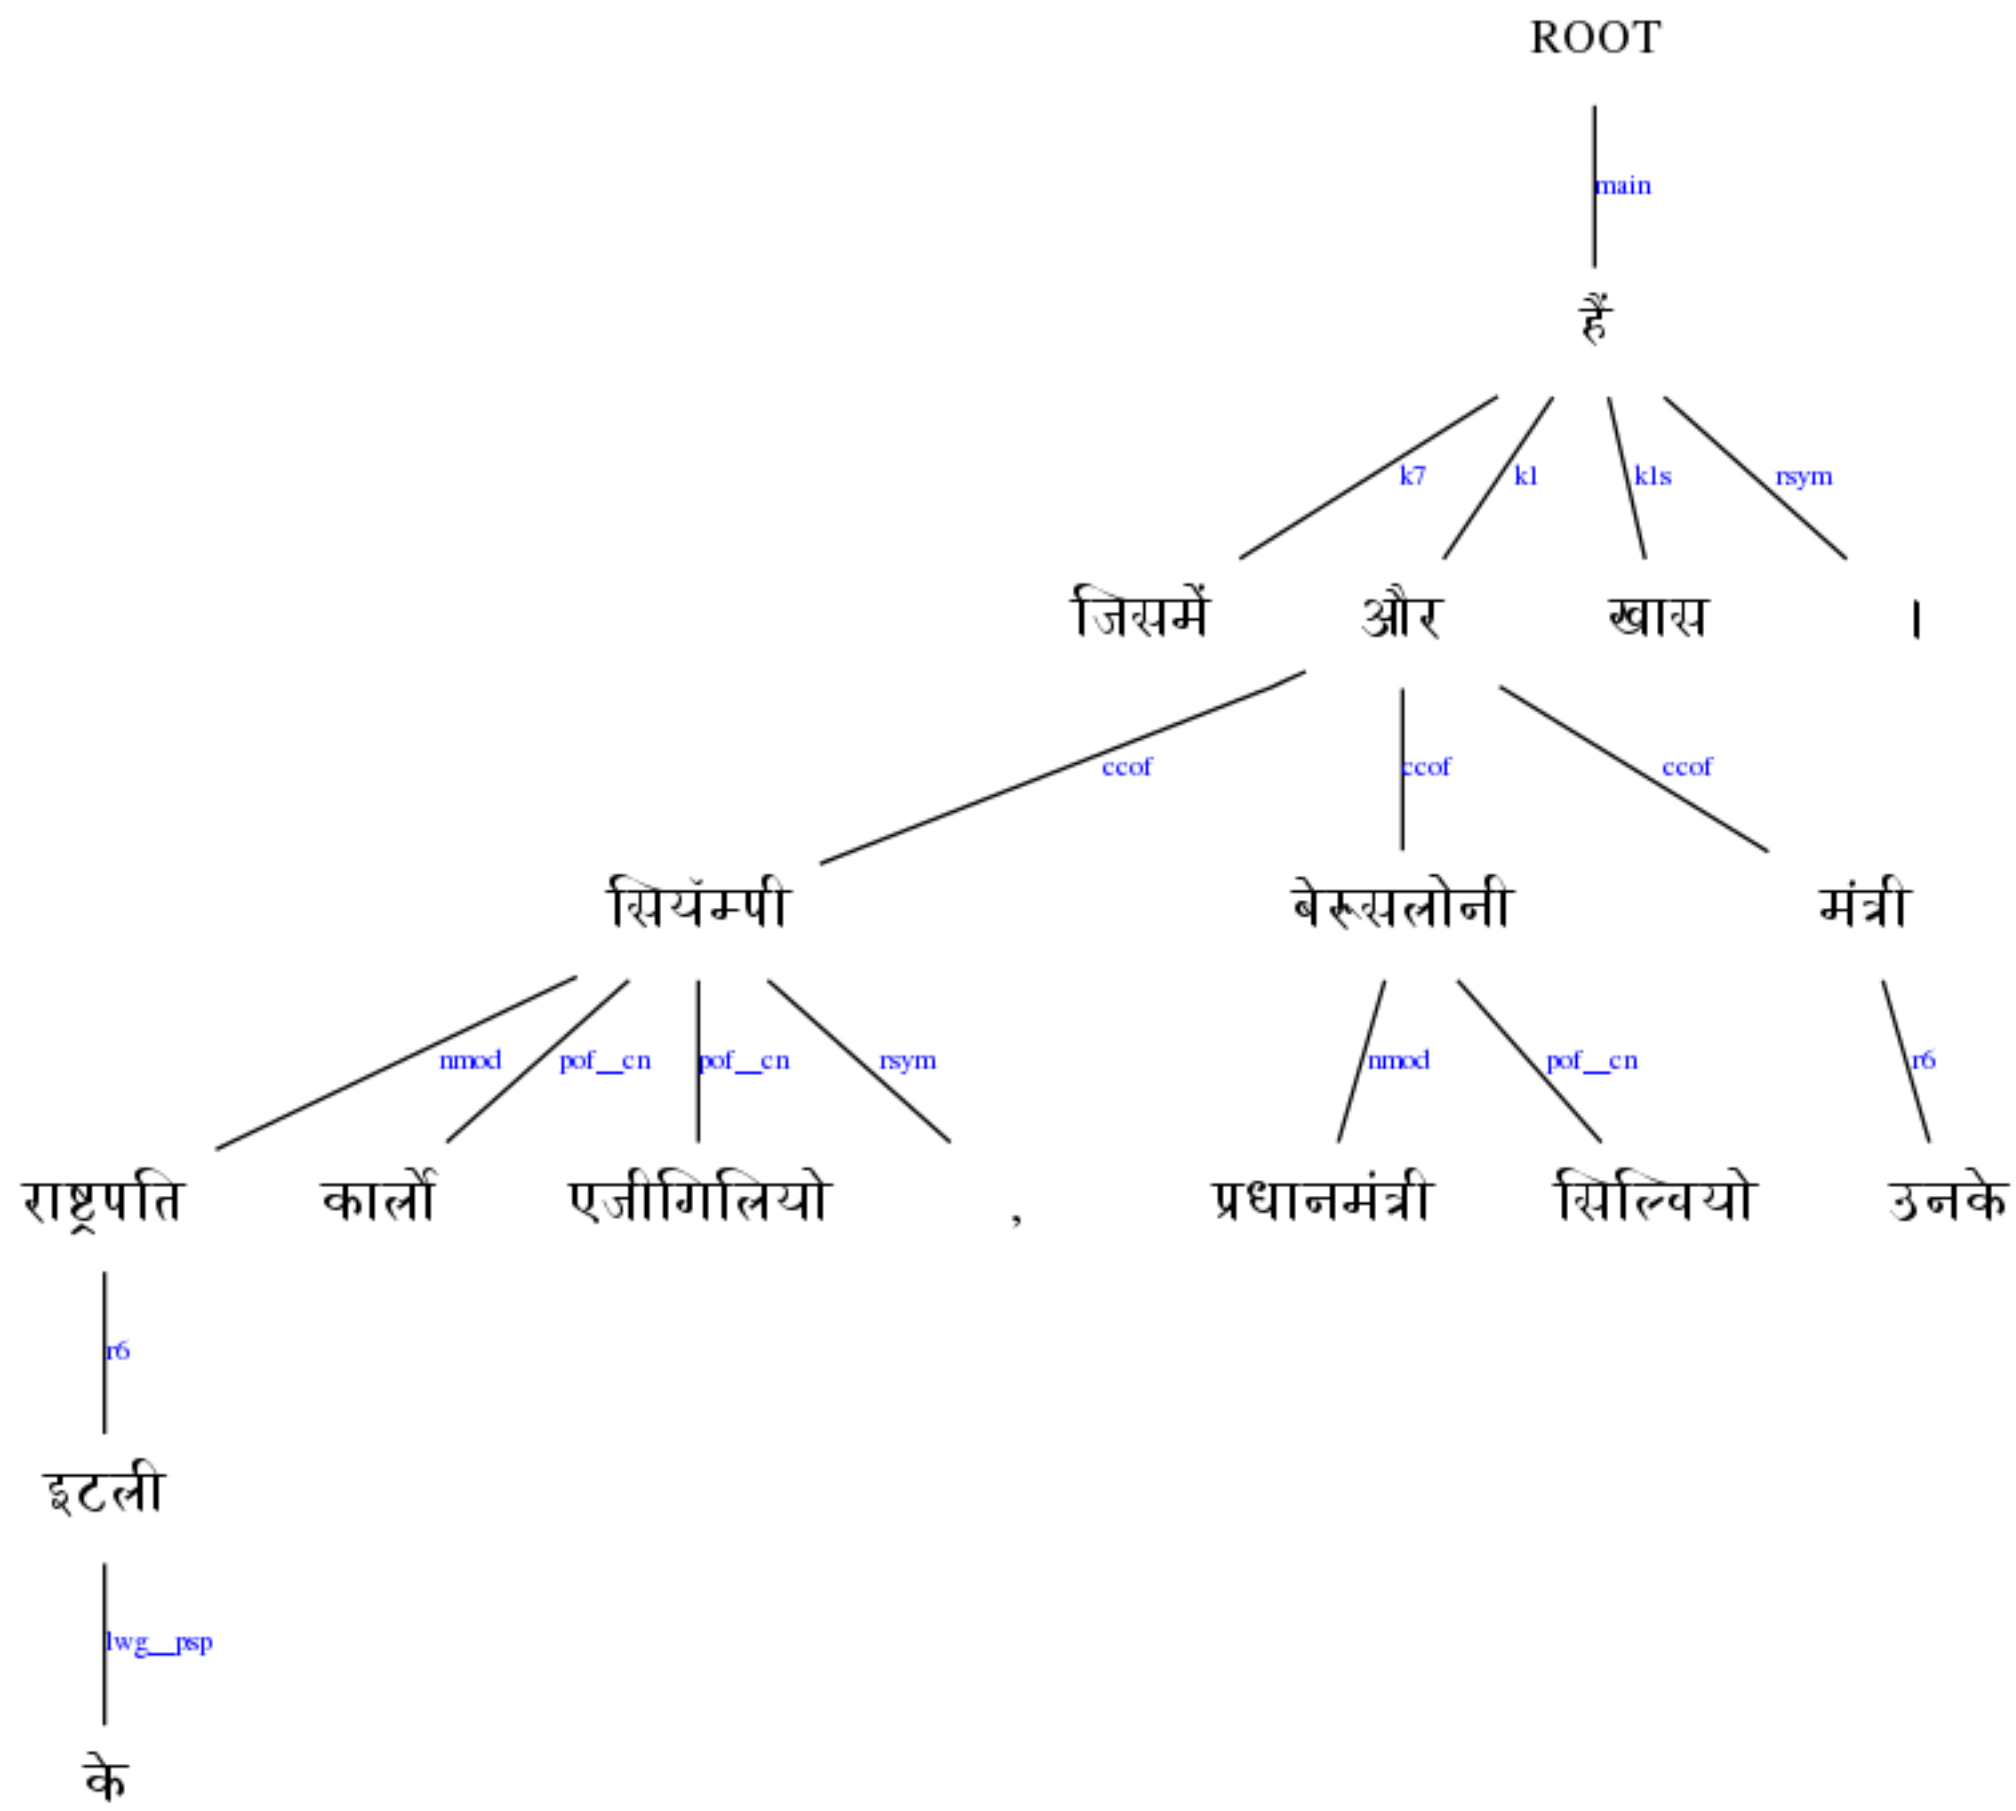 ROOT
main
हैं
k7 k1 k1s rsym
जिसमें और खास ।
ccof ccof ccof
सियॅम्पी बेरूसलोनी मंत्री
nmod pof__cn pof__cn rsym nmod pof__cn r6
राष्ट्रपति कार्लो एजीगिलियो , प्रधानमंत्री सिल्वियो उनके
r6
इटली
lwg__psp
के